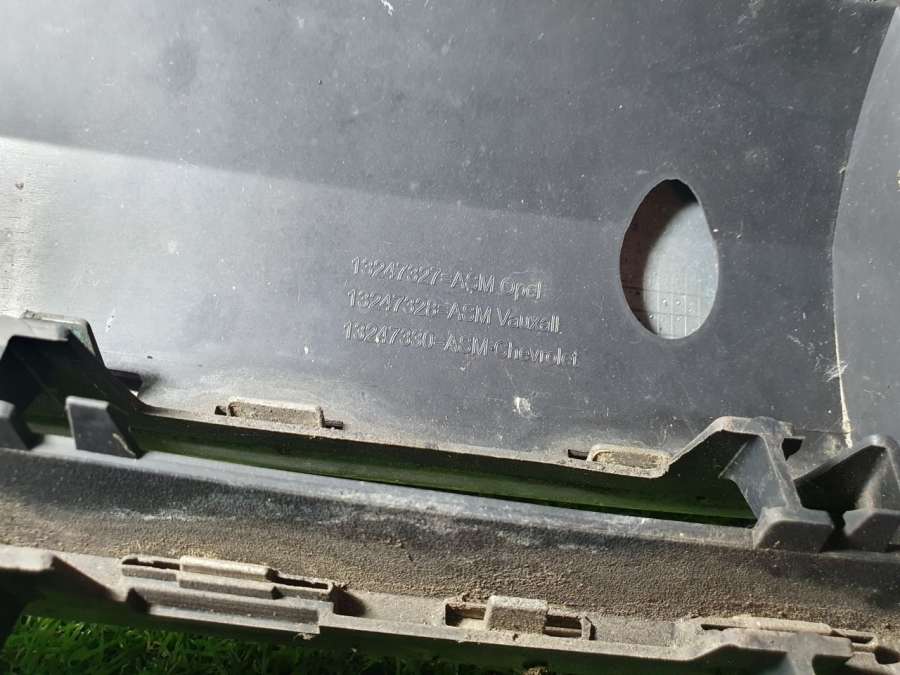 13247327=ASM Opel
13247328=ASM Vauxall
13247330=ASM Chevrolet